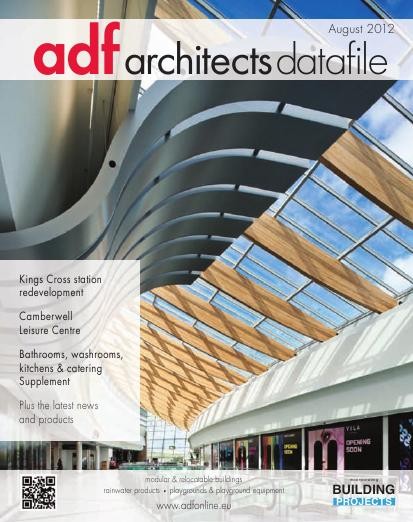 August 2012
adf architects datafile
Kings Cross station
redevelopment
Camberwell
Leisure Centre
Bathrooms, washrooms,
kitchens & catering
Supplement
Plus the latest news
and products
VILA
OPENING
SOON
OPENING
SOON
modular & relocatable buildings
rainwater products • playgrounds & playground equipment
www.adfonline.eu
BUILDING
PROJECTS